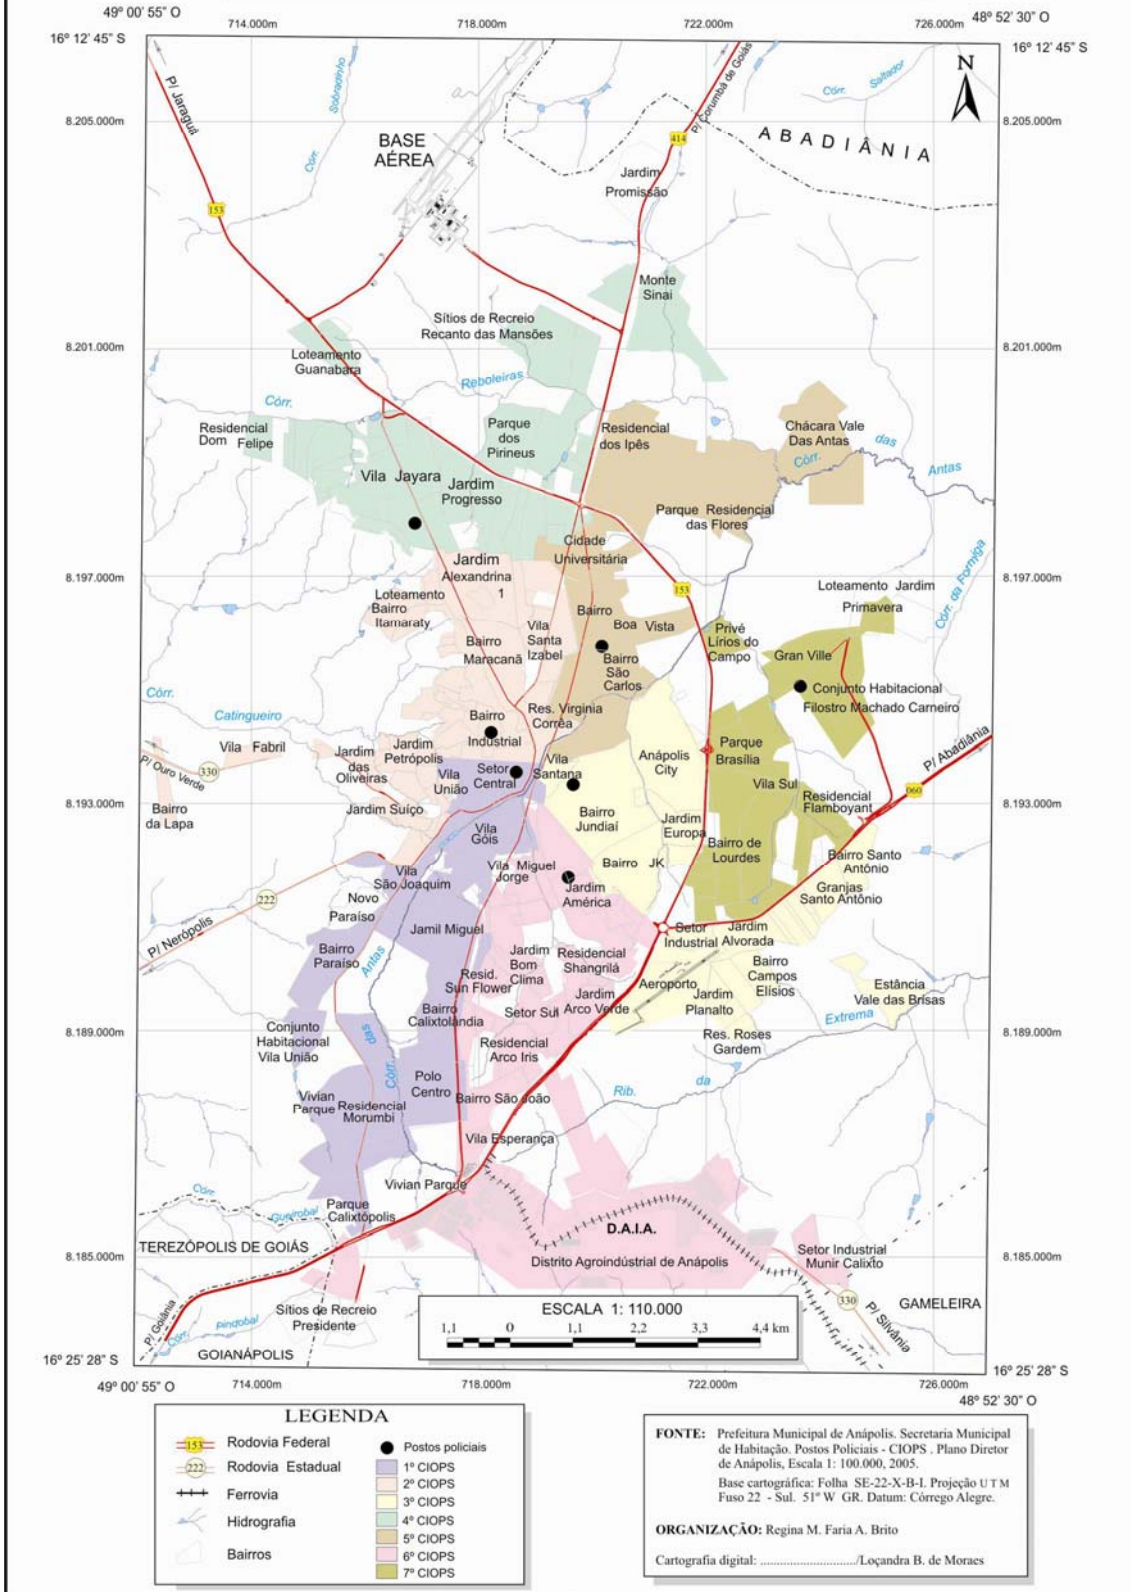 49º 00' 55" O
714.000m
718.000m
722.000m
726.000m
48º 52' 30" O
16º 12' 45" S
16º 12' 45" S
N
P/ Jaraguá
Sobradinho
Córr.
P/ Corumbá de Goiás
Córr.
Saltador
8.205.000m
8.205.000m
BASE
AÉREA
414
ABADIÂNIA
Jardim
Promissão
153
Monte
Sinai
Sítios de Recreio
Recanto das Mansões
8.201.000m
8.201.000m
Loteamento
Guanabara
Reboleiras
Córr.
Residencial
Dom Felipe
Parque
dos
Pirineus
Residencial
dos Ipês
Chácara Vale
Das Antas
das
Córr.
Antas
Vila Jayara
Jardim
Progresso
Parque Residencial
das Flores
Cidade
Universitária
Jardim
Alexandrina
1
8.197.000m
8.197.000m
153
Loteamento Jardim
Primavera
Córr. da Formiga
Loteamento
Bairro
Itamaraty
Bairro
Boa Vista
Vila
Santa
Izabel
Bairro
Maracanã
Privé
Lírios do
Campo
Gran Ville
Bairro
São
Carlos
Conjunto Habitacional
Filostro Machado Carneiro
Córr.
Catingueiro
Res. Virginia
Corrêa
Bairro
Industrial
Vila Fabril
Jardim
Petrópolis
Jardim
das
Oliveiras
Anápolis
City
Parque
Brasília
P/ Abadiânia
P/ Ouro Verde
330
Vila
União
Setor
Central
Vila
Santana
Vila Sul
060
8.193.000m
8.193.000m
Bairro
da Lapa
Jardim Suíço
Residencial
Flamboyant
Bairro
Jundiaí
Jardim
Europa
Vila
Góis
Bairro de
Lourdes
Bairro Santo
Antônio
Vila Miguel
Jorge
Bairro JK
Vila
São Joaquim
Jardim
América
Granjas
Santo Antônio
222
Novo
Paraíso
P/ Nerópolis
Jamil Miguel
Setor
Industrial
Jardim
Alvorada
Bairro
Paraíso
Antas
Jardim
Bom
Clima
Residencial
Shangrilá
Bairro
Campos
Elísios
Resid.
Sun Flower
Aeroporto
Estância
Vale das Brisas
Jardim
Planalto
Jardim
Arco Verde
Setor Sul
Bairro
Calixtolândia
Extrema
8.189.000m
8.189.000m
das
Conjunto
Habitacional
Vila União
Res. Roses
Gardem
Residencial
Arco Iris
Córr.
Polo
Centro
da
Rib.
Vivian
Parque
Residencial
Morumbi
Bairro São João
Vila Esperança
Vivian Parque
Córr.
Gueirobal
Parque
Calixtópolis
D.A.I.A.
TEREZÓPOLIS DE GOIÁS
8.185.000m
8.185.000m
Distrito Agroindústrial de Anápolis
Setor Industrial
Munir Calixto
330
GAMELEIRA
P/ Silvânia
P/ Goiânia
Córr.
Pindobal
Sítios de Recreio
Presidente
GOIANÁPOLIS
ESCALA 1: 110.000
1,1 0 1,1 2,2 3,3 4,4 km
16º 25' 28" S
16º 25' 28" S
49º 00' 55" O
714.000m
718.000m
722.000m
726.000m
48º 52' 30" O
LEGENDA
153 Rodovia Federal
222 Rodovia Estadual
Ferrovia
Hidrografia
Bairros
Postos policiais
1º CIOPS
2º CIOPS
3º CIOPS
4º CIOPS
5º CIOPS
6º CIOPS
7º CIOPS
FONTE: Prefeitura Municipal de Anápolis. Secretaria Municipal
de Habitação. Postos Policiais - CIOPS . Plano Diretor
de Anápolis, Escala 1: 100.000, 2005.
Base cartográfica: Folha SE-22-X-B-I. Projeção U T M
Fuso 22 - Sul. 51º W GR. Datum: Córrego Alegre.
ORGANIZAÇÃO: Regina M. Faria A. Brito
Cartografia digital: ............................/Loçandra B. de Moraes